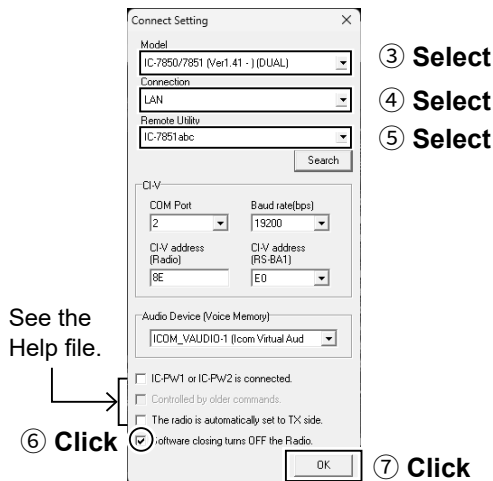 Connect Setting
Model
IC-7850/7851 (Ver1.41 - ) (DUAL)
③ Select
Connection
LAN
④ Select
Remote Utility
IC-7851abc
⑤ Select
Search
CI-V
COM Port
Baud rate(bps)
2
19200
CI-V address
(Radio)
CI-V address
(RS-BA1)
8E
E0
Audio Device (Voice Memory)
ICOM_VAUDIO-1 (Icom Virtual Aud
See the
Help file.
IC-PW1 or IC-PW2 is connected.
Controlled by older commands.
The radio is automatically set to TX side.
⑥ Click
Software closing turns OFF the Radio.
OK
⑦ Click